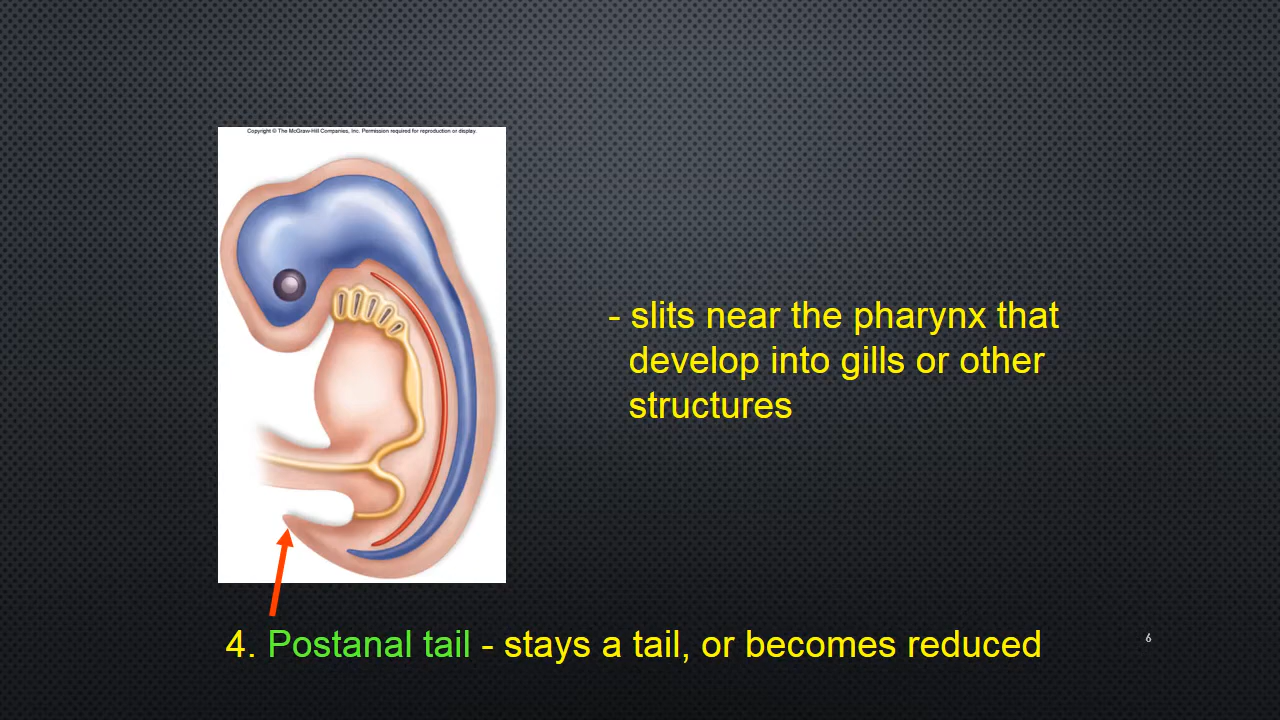 Copyright © The McGraw-Hill Companies, Inc. Permission required for reproduction or display.
- slits near the pharynx that
develop into gills or other
structures
4. Postanal tail - stays a tail, or becomes reduced
6